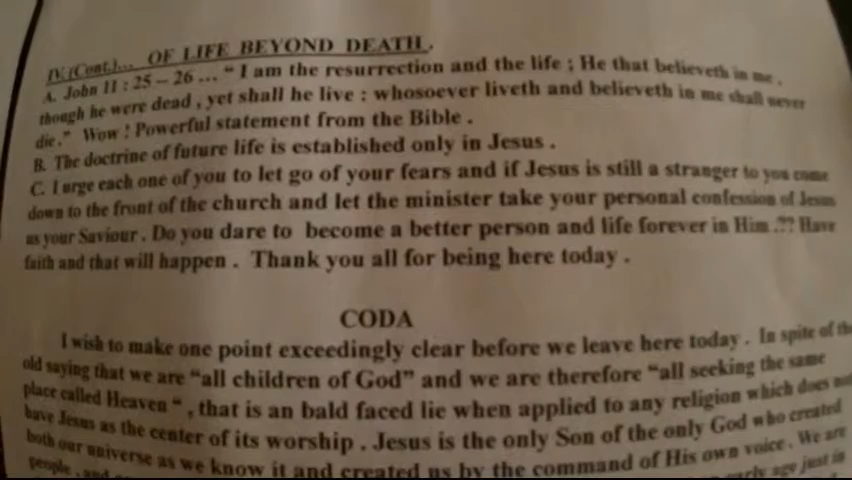 IV. (Cont.)... OF LIFE BEYOND DEATH.
A. John 11 : 25 – 26 ... “ I am the resurrection and the life ; He that believeth in me ,
though he were dead , yet shall he live : whosoever liveth and believeth in me shall never
die.” Wow ! Powerful statement from the Bible .
B. The doctrine of future life is established only in Jesus .
C. I urge each one of you to let go of your fears and if Jesus is still a stranger to you come
down to the front of the church and let the minister take your personal confession of Jesus
as your Saviour . Do you dare to become a better person and life forever in Him .?? Have
faith and that will happen . Thank you all for being here today .
CODA
I wish to make one point exceedingly clear before we leave here today . In spite of the
old saying that we are “all children of God” and we are therefore “all seeking the same
place called Heaven “ , that is an bald faced lie when applied to any religion which does not
have Jesus as the center of its worship . Jesus is the only Son of the only God who created
both our universe as we know it and created us by the command of His own voice . We are
people , and early age just in